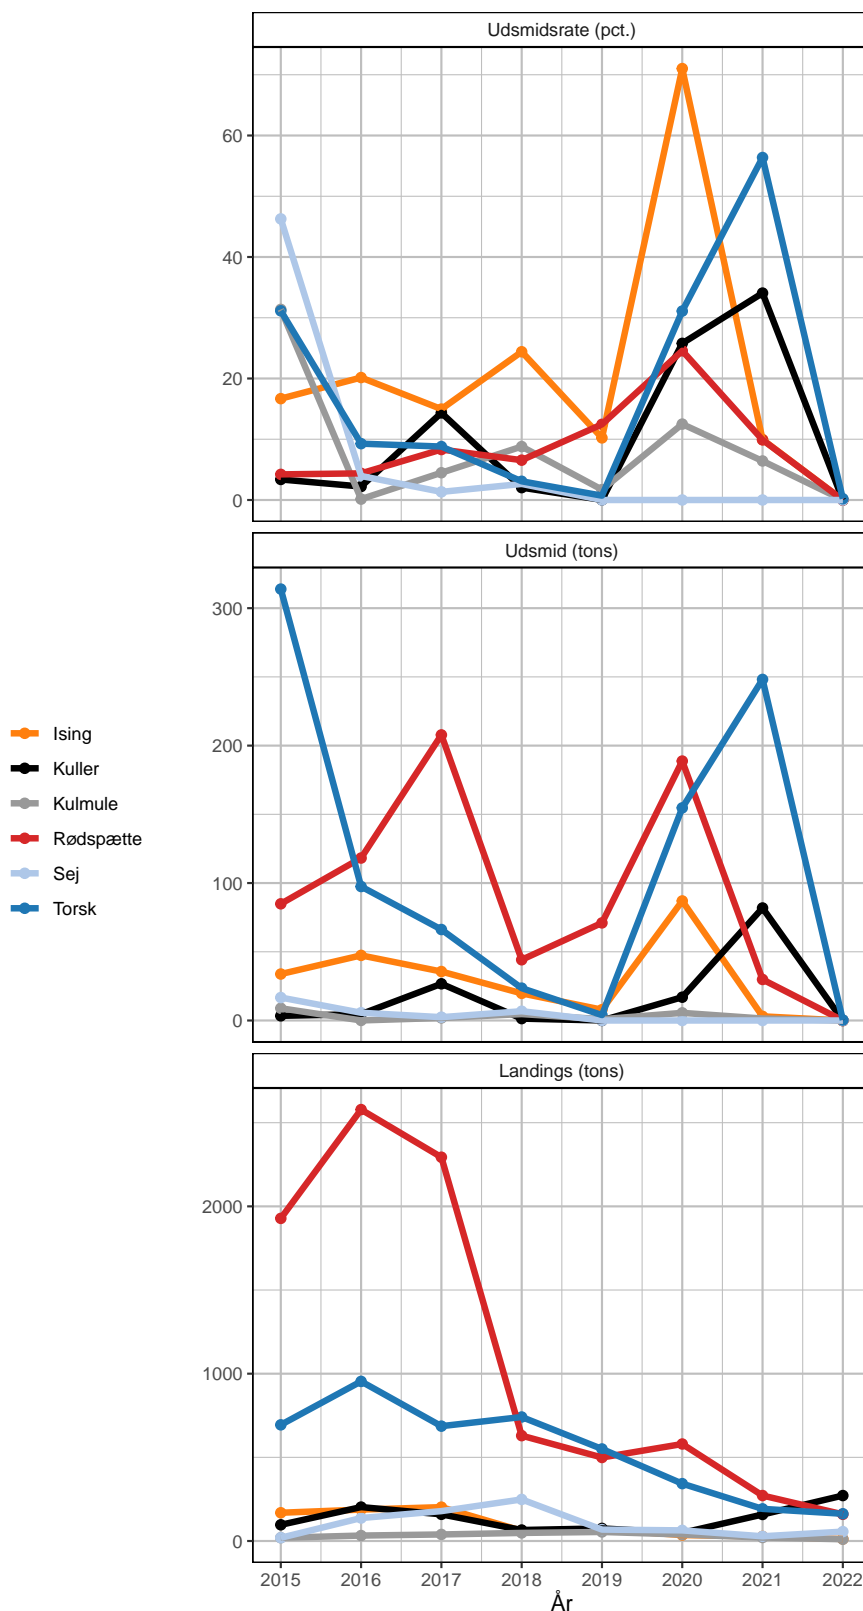 Udsmidsrate (pct.)
60
40
20
0
Udsmid (tons)
300
200
100
0
Ising
Kuller
Kulmule
Rødspætte
Sej
Torsk
Landings (tons)
2000
1000
0
2015 2016 2017 2018 2019 2020 2021 2022
År